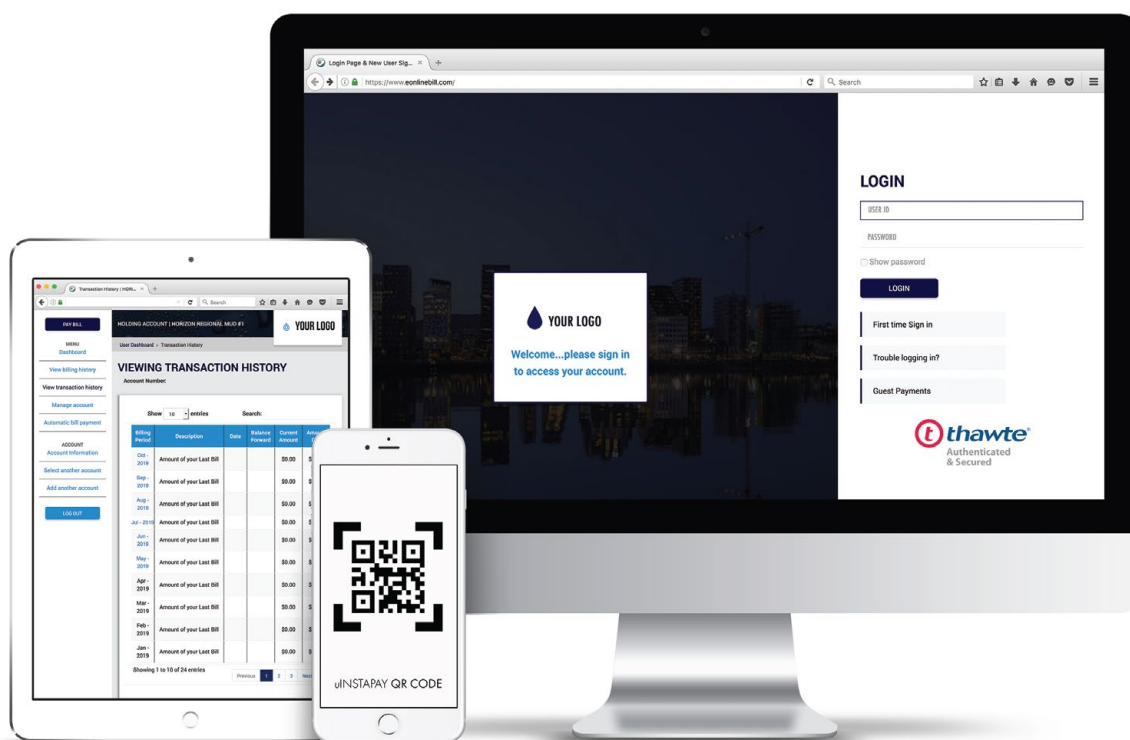 Login Page & New User Sig...
https://www.eonlinebill.com/
Search
LOGIN
USER ID
PASSWORD
Show password
LOGIN
First time Sign in
Trouble logging in?
Guest Payments
thawte®
Authenticated
& Secured
YOUR LOGO
Welcome...please sign in
to access your account.
Transaction History | HORI...
Search
PAY BILL
MENU
Dashboard
View billing history
View transaction history
Manage account
Automatic bill payment
ACCOUNT
Account Information
Select another account
Add another account
LOG OUT
HOLDING ACCOUNT | HORIZON REGIONAL MUD #1
YOUR LOGO
User Dashboard > Transaction History
VIEWING TRANSACTION HISTORY
Account Number:
Show 10 entries Search:
Billing Period Description Date Balance Forward Current Amount
Oct - 2019 Amount of your Last Bill $0.00 $
Sep - 2019 Amount of your Last Bill $0.00 $
Aug - 2019 Amount of your Last Bill $0.00 $
Jul - 2019 Amount of your Last Bill $0.00 $
Jun - 2019 Amount of your Last Bill $0.00 $
May - 2019 Amount of your Last Bill $0.00 $
Apr - 2019 Amount of your Last Bill $0.00 $
Mar - 2019 Amount of your Last Bill $0.00 $
Feb - 2019 Amount of your Last Bill $0.00
Jan - 2019 Amount of your Last Bill $0.00
Showing 1 to 10 of 24 entries
Previous 1 2 3
uINSTAPAY QR CODE